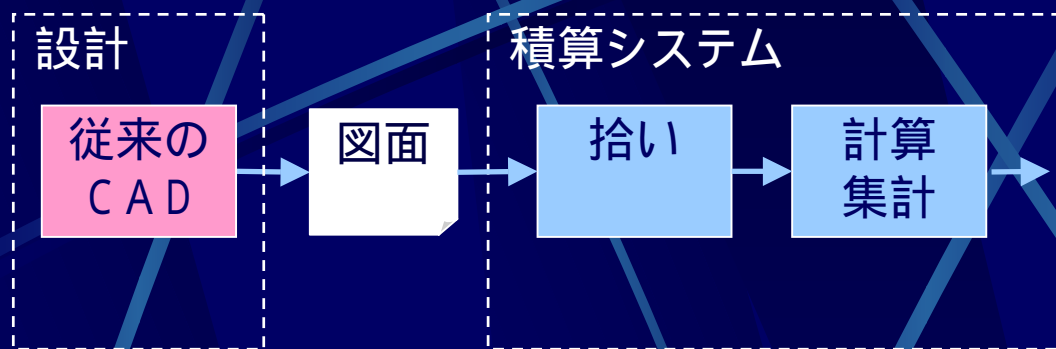 設計
積算システム
従来の
ＣＡＤ
図面
拾い
計算
集計